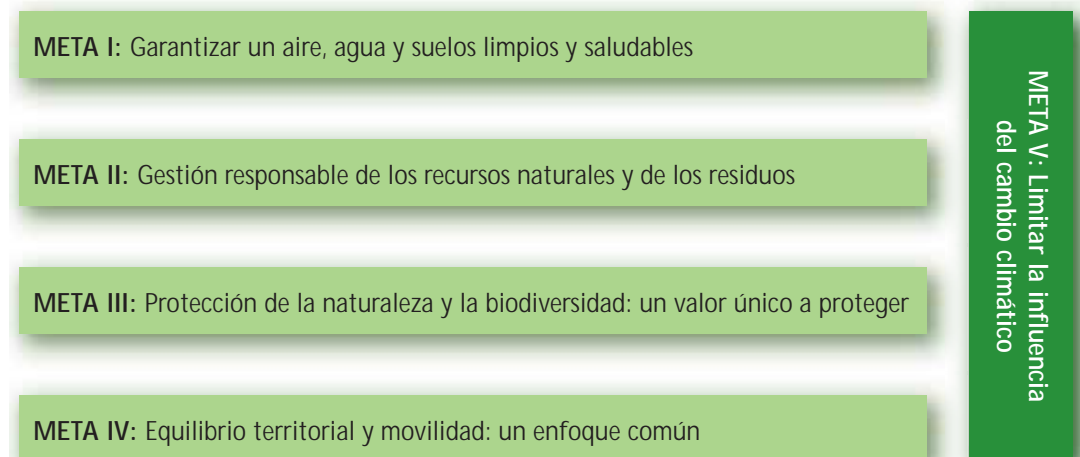 META I: Garantizar un aire, agua y suelos limpios y saludables
META II: Gestión responsable de los recursos naturales y de los residuos
META III: Protección de la naturaleza y la biodiversidad: un valor único a proteger
META IV: Equilibrio territorial y movilidad: un enfoque común
META V: Limitar la influencia
del cambio climático